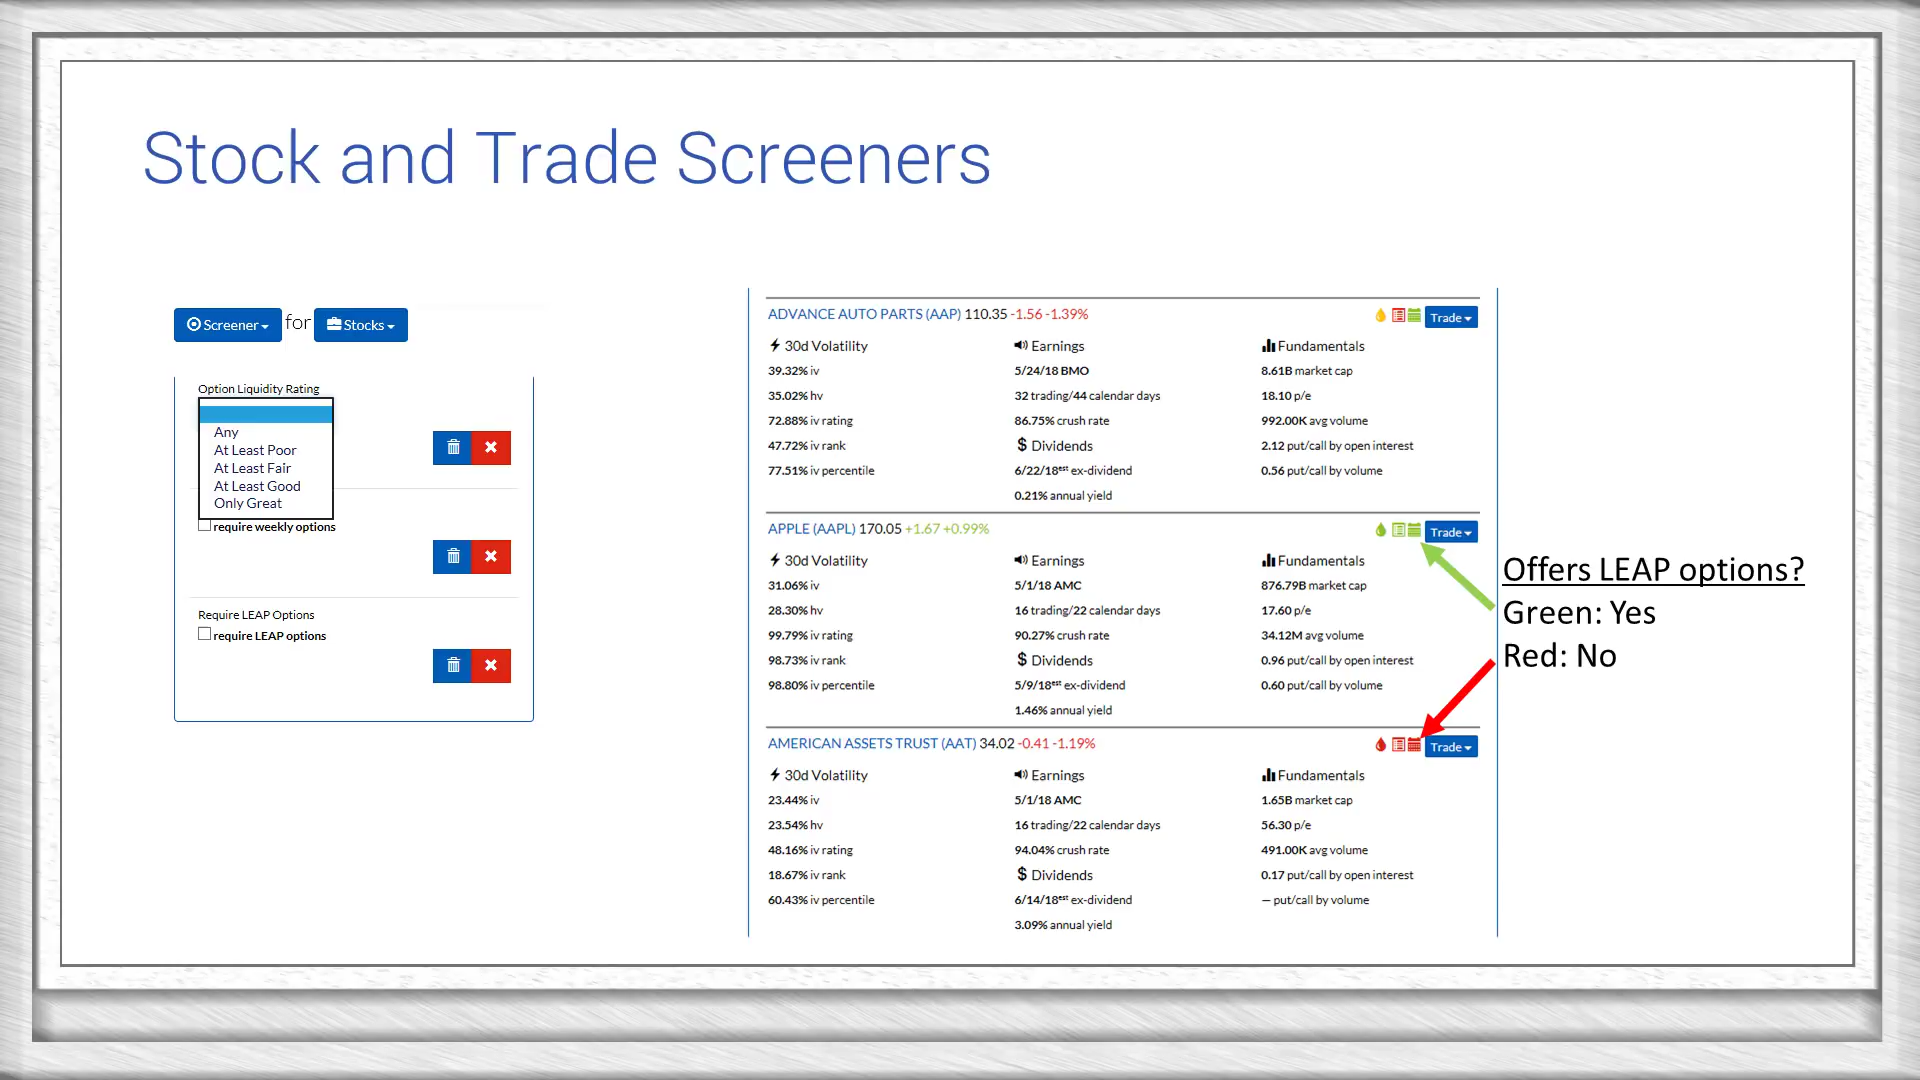 Stock and Trade Screeners
Screener for Stocks
Option Liquidity Rating
Any
At Least Poor
At Least Fair
At Least Good
Only Great
require weekly options
Require LEAP Options
require LEAP options
ADVANCE AUTO PARTS (AAP) 110.35 -1.56 -1.39%
Trade
30d Volatility
39.32% iv
35.02% hv
72.88% iv rating
47.72% iv rank
77.51% iv percentile
Earnings
5/24/18 BMO
32 trading/44 calendar days
86.75% crush rate
$ Dividends
6/22/18est ex-dividend
0.21% annual yield
Fundamentals
8.61B market cap
18.10 p/e
992.00K avg volume
2.12 put/call by open interest
0.56 put/call by volume
APPLE (AAPL) 170.05 +1.67 +0.99%
Trade
30d Volatility
31.06% iv
28.30% hv
99.79% iv rating
98.73% iv rank
98.80% iv percentile
Earnings
5/1/18 AMC
16 trading/22 calendar days
90.27% crush rate
$ Dividends
5/9/18est ex-dividend
1.46% annual yield
Fundamentals
876.79B market cap
17.60 p/e
34.12M avg volume
0.96 put/call by open interest
0.60 put/call by volume
AMERICAN ASSETS TRUST (AAT) 34.02 -0.41 -1.19%
Trade
30d Volatility
23.44% iv
23.54% hv
48.16% iv rating
18.67% iv rank
60.43% iv percentile
Earnings
5/1/18 AMC
16 trading/22 calendar days
94.04% crush rate
$ Dividends
6/14/18est ex-dividend
3.09% annual yield
Fundamentals
1.65B market cap
56.30 p/e
491.00K avg volume
0.17 put/call by open interest
— put/call by volume
Offers LEAP options?
Green: Yes
Red: No